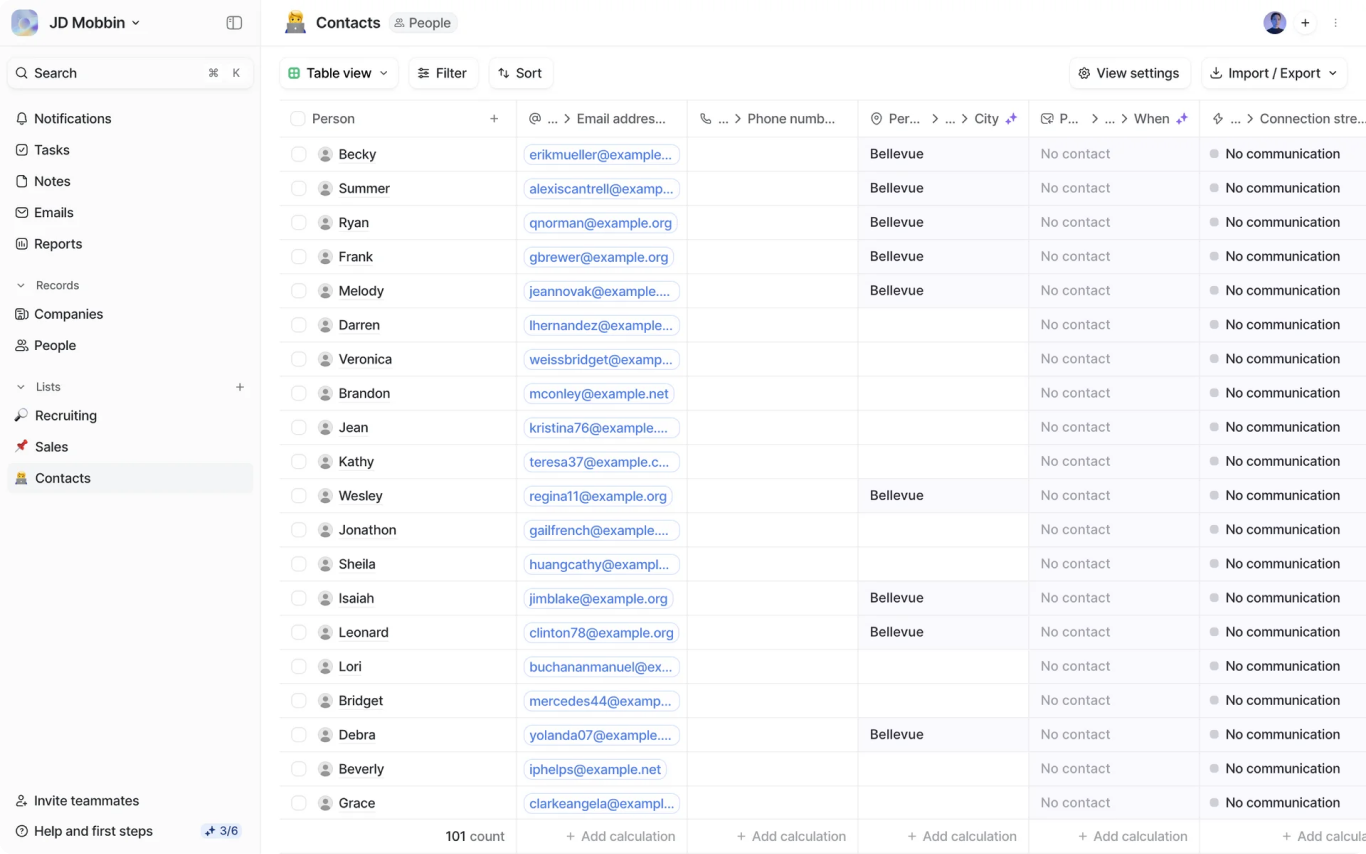 JD Mobbin
Contacts People
Search ⌘ K
Table view Filter Sort View settings Import / Export
Notifications
Tasks
Notes
Emails
Reports
Records
Companies
People
Lists
Recruiting
Sales
Contacts
Invite teammates
Help and first steps 3/6
Person @ ... > Email addres... ... > Phone numb... Per... > ... > City P... > ... > When ... > Connection stre...
Becky erikmueller@example... Bellevue No contact No communication
Summer alexiscantrell@examp... Bellevue No contact No communication
Ryan qnorman@example.org Bellevue No contact No communication
Frank gbrewer@example.org Bellevue No contact No communication
Melody jeannovak@example.... Bellevue No contact No communication
Darren lhernandez@example... No contact No communication
Veronica weissbridget@examp... No contact No communication
Brandon mconley@example.net No contact No communication
Jean kristina76@example.... No contact No communication
Kathy teresa37@example.c... No contact No communication
Wesley regina11@example.org Bellevue No contact No communication
Jonathon gailfrench@example.... No contact No communication
Sheila huangcathy@exampl... No contact No communication
Isaiah jimblake@example.org Bellevue No contact No communication
Leonard clinton78@example.org Bellevue No contact No communication
Lori buchananmanuel@ex... No contact No communication
Bridget mercedes44@examp... No contact No communication
Debra yolanda07@example.... Bellevue No contact No communication
Beverly iphelps@example.net No contact No communication
Grace clarkeangela@exampl... No contact No communication
101 count + Add calculation + Add calculation + Add calculation + Add calculation + Add calcula